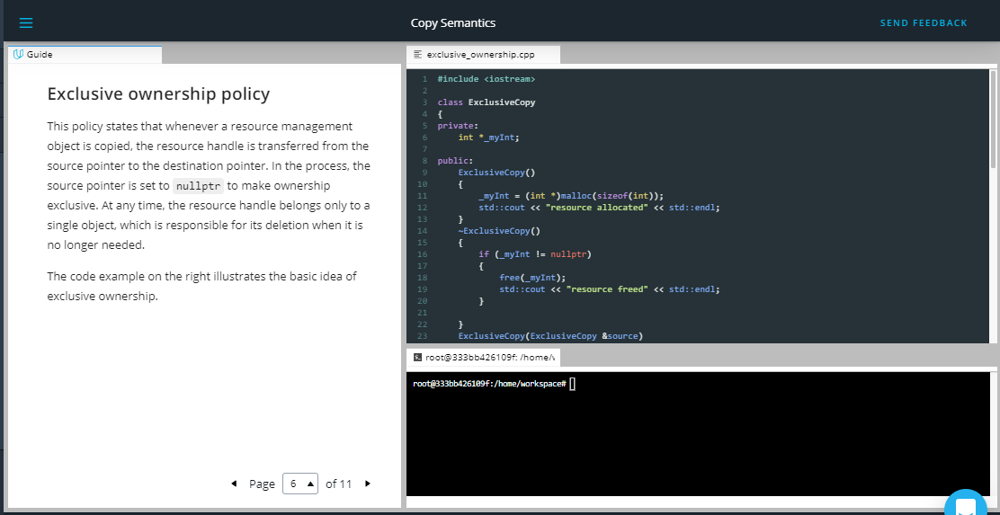 Copy Semantics
SEND FEEDBACK
Guide
Exclusive ownership policy
This policy states that whenever a resource management
object is copied, the resource handle is transferred from the
source pointer to the destination pointer. In the process, the
source pointer is set to nullptr to make ownership
exclusive. At any time, the resource handle belongs only to a
single object, which is responsible for its deletion when it is
no longer needed.
The code example on the right illustrates the basic idea of
exclusive ownership.
Page 6 of 11
exclusive_ownership.cpp
1 #include <iostream>
2
3 class ExclusiveCopy
4 {
5 private:
6     int *_myInt;
7
8 public:
9     ExclusiveCopy()
10     {
11         _myInt = (int *)malloc(sizeof(int));
12         std::cout << "resource allocated" << std::endl;
13     }
14     ~ExclusiveCopy()
15     {
16         if (_myInt != nullptr)
17         {
18             free(_myInt);
19             std::cout << "resource freed" << std::endl;
20         }
21
22     }
23     ExclusiveCopy(ExclusiveCopy &source)
root@333bb426109f: /home/w
root@333bb426109f:/home/workspace#